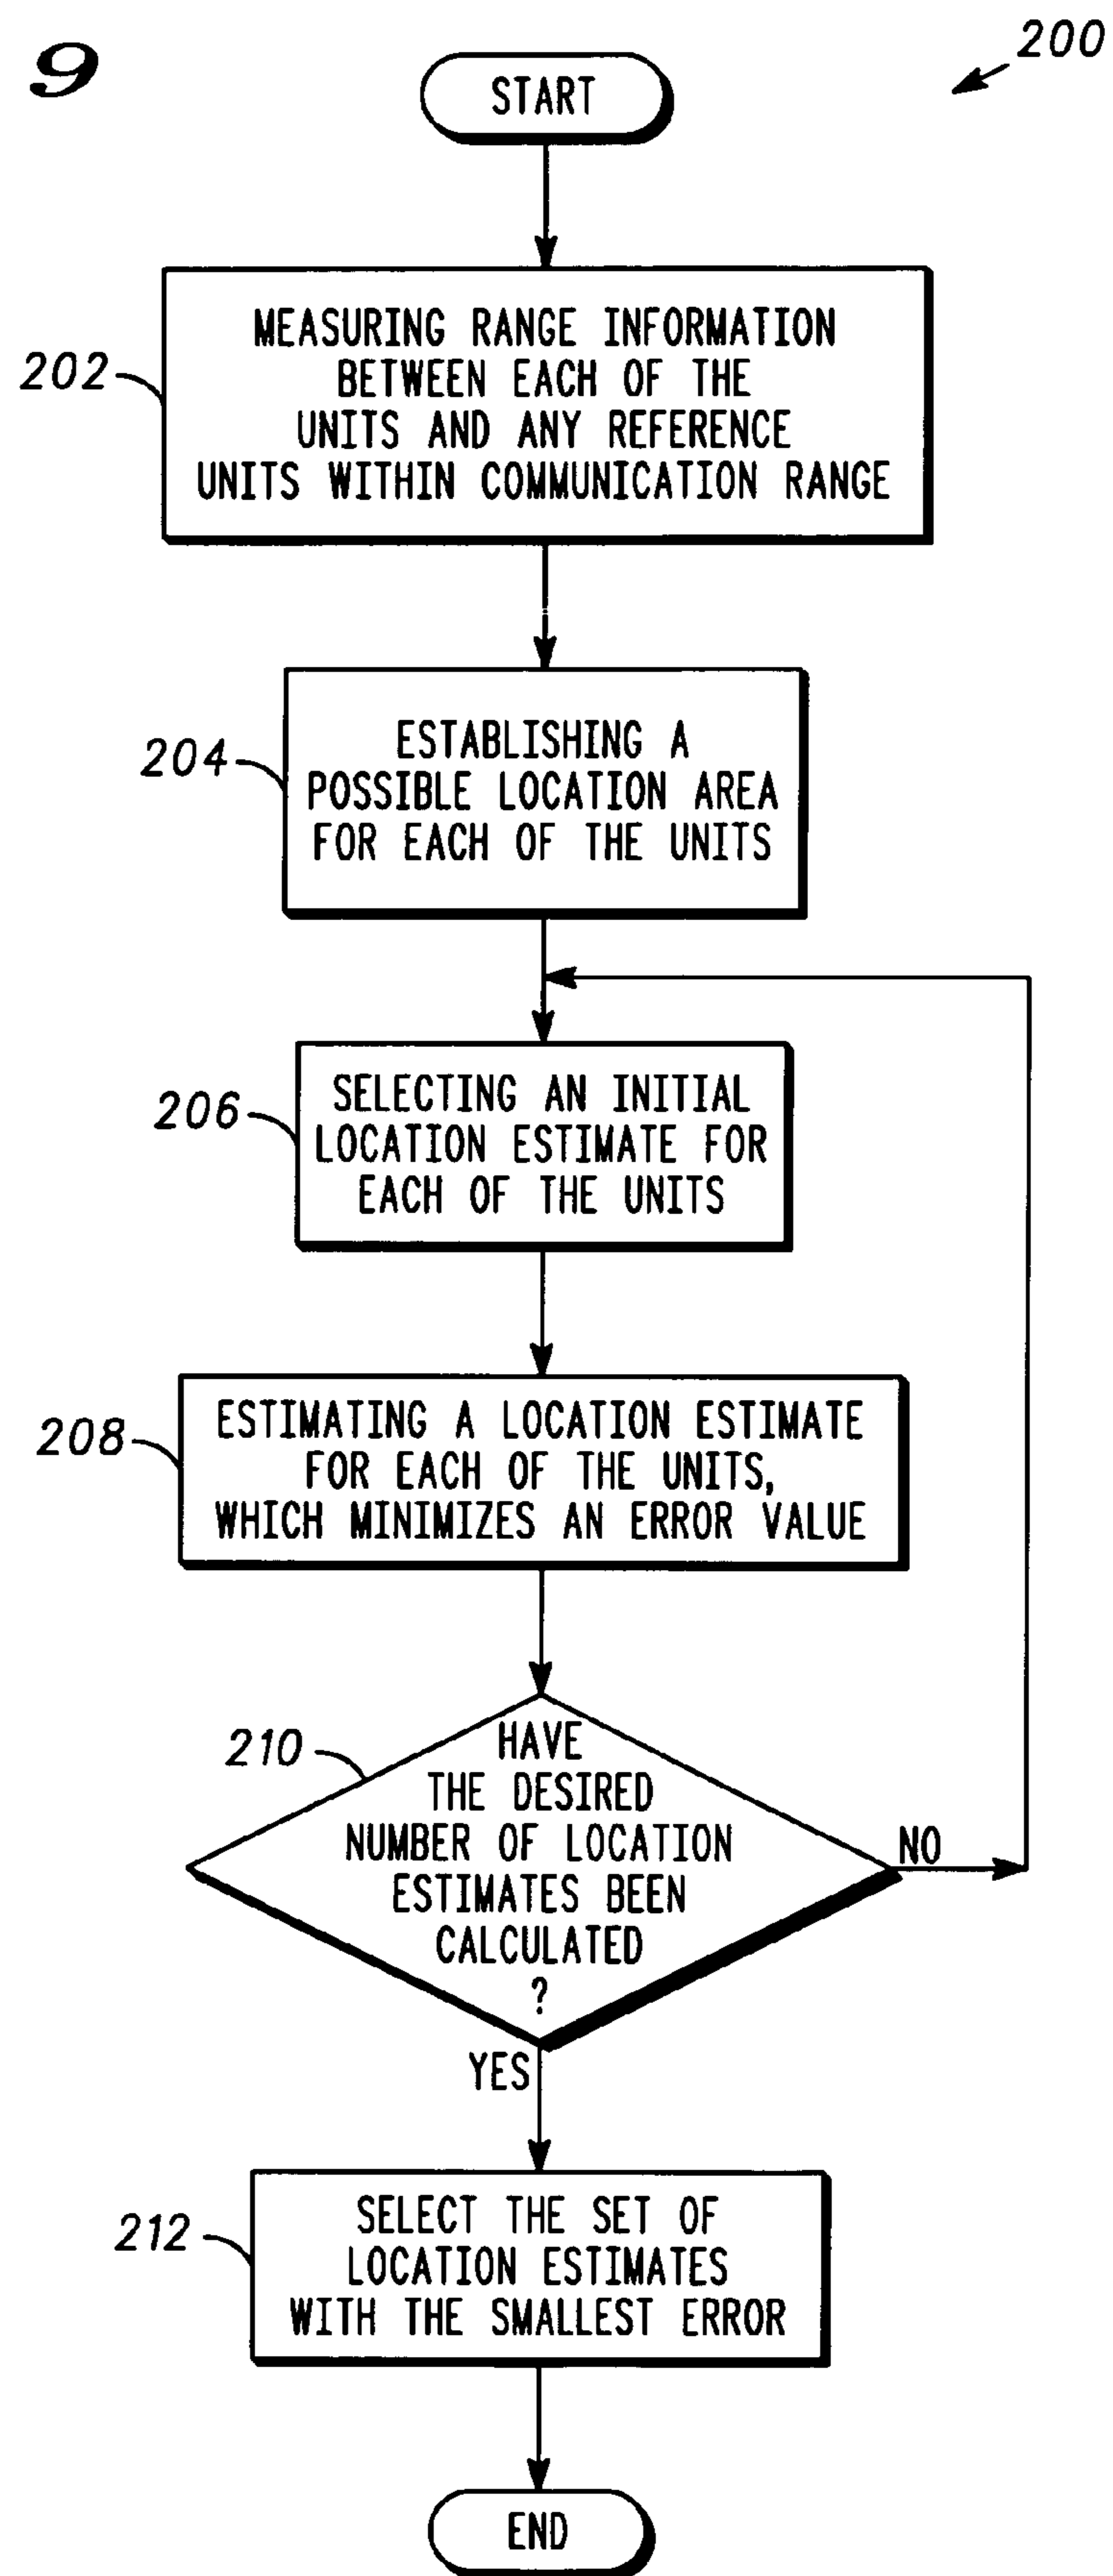 9
200
START
202
MEASURING RANGE INFORMATION
BETWEEN EACH OF THE
UNITS AND ANY REFERENCE
UNITS WITHIN COMMUNICATION RANGE
204
ESTABLISHING A
POSSIBLE LOCATION AREA
FOR EACH OF THE UNITS
206
SELECTING AN INITIAL
LOCATION ESTIMATE FOR
EACH OF THE UNITS
208
ESTIMATING A LOCATION ESTIMATE
FOR EACH OF THE UNITS,
WHICH MINIMIZES AN ERROR VALUE
210
HAVE
THE DESIRED
NUMBER OF LOCATION
ESTIMATES BEEN
CALCULATED
?
NO
YES
212
SELECT THE SET OF
LOCATION ESTIMATES
WITH THE SMALLEST ERROR
END